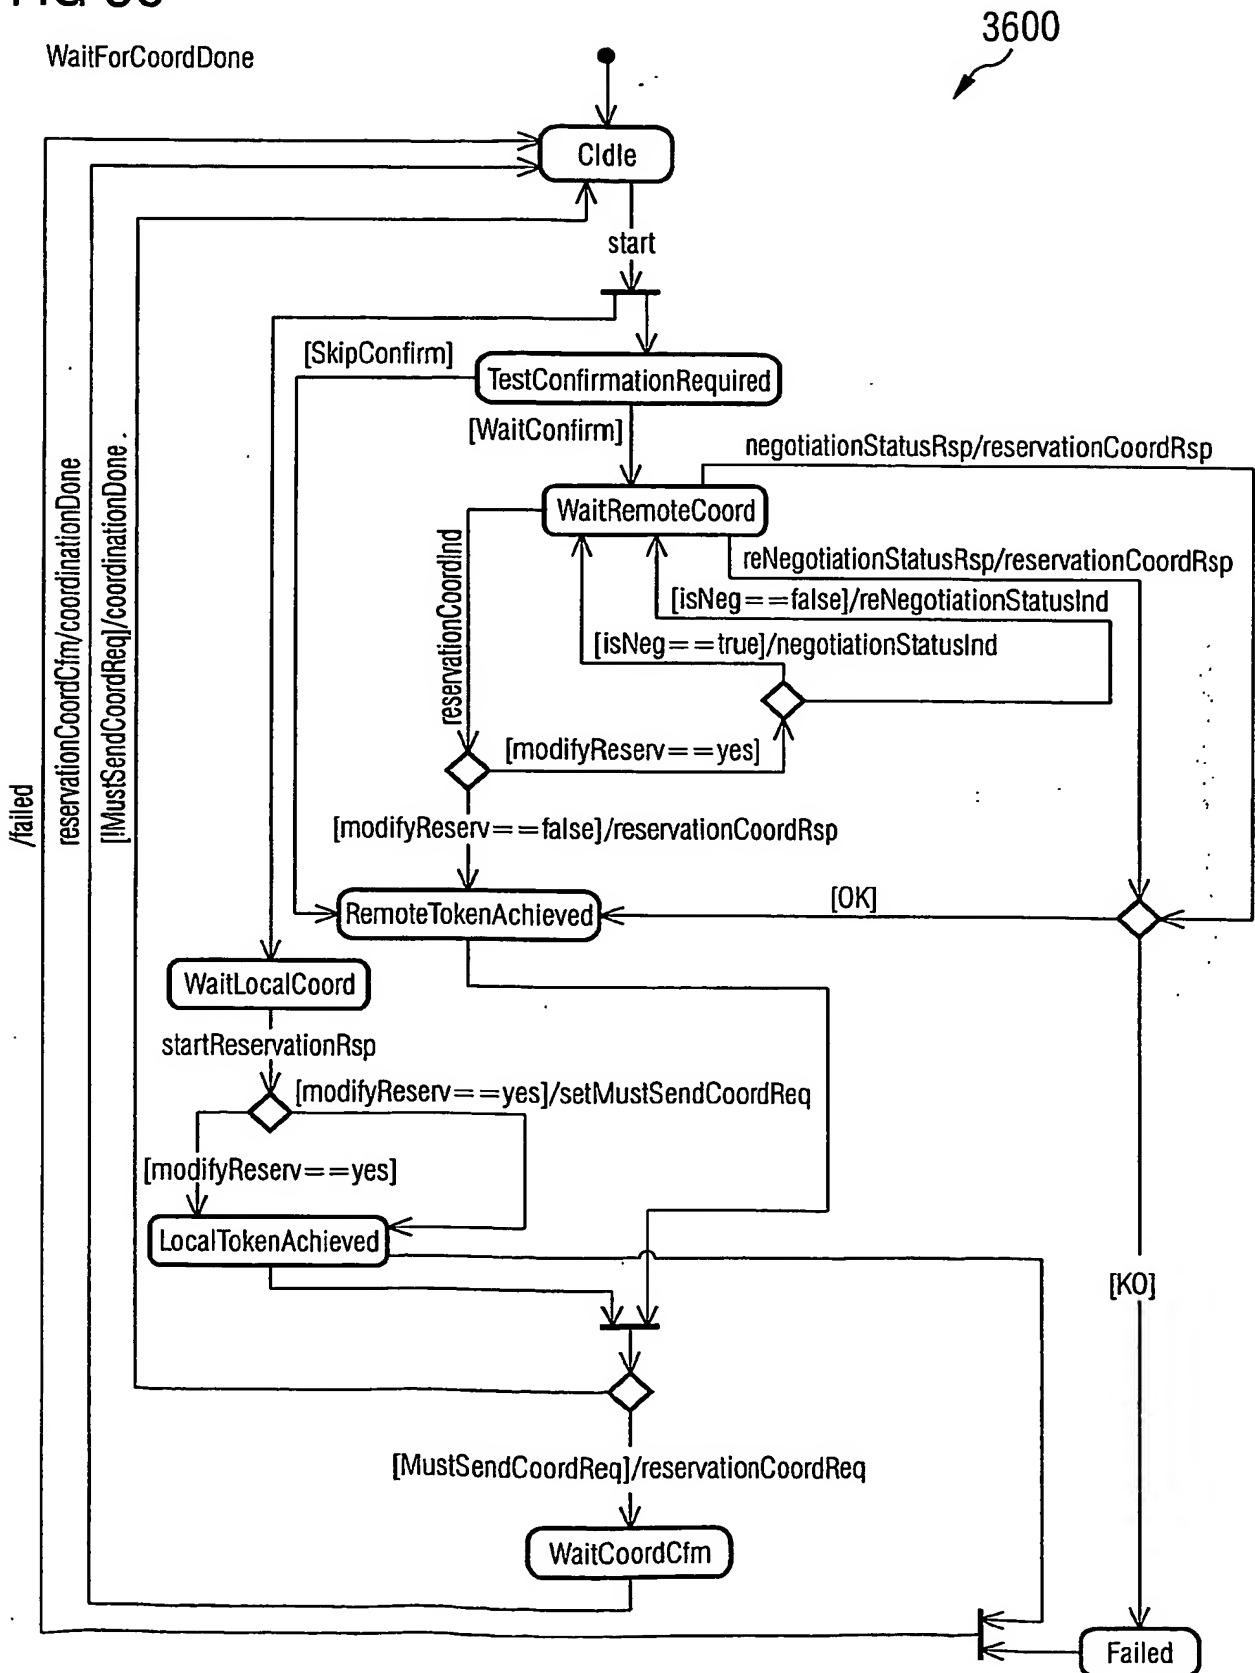 3600
WaitForCoordDone
CIdle
start
[SkipConfirm]
TestConfirmationRequired
[WaitConfirm]
negotiationStatusRsp/reservationCoordRsp
WaitRemoteCoord
reNegotiationStatusRsp/reservationCoordRsp
[isNeg==false]/reNegotiationStatusInd
[isNeg==true]/negotiationStatusInd
reservationCoordInd
[modifyReserv==yes]
/failed
reservationCoordCfm/coordinationDone
[!MustSendCoordReq]/coordinationDone
[modifyReserv==false]/reservationCoordRsp
[OK]
RemoteTokenAchieved
WaitLocalCoord
startReservationRsp
[modifyReserv==yes]/setMustSendCoordReq
[modifyReserv==yes]
LocalTokenAchieved
[KO]
[MustSendCoordReq]/reservationCoordReq
WaitCoordCfm
Failed